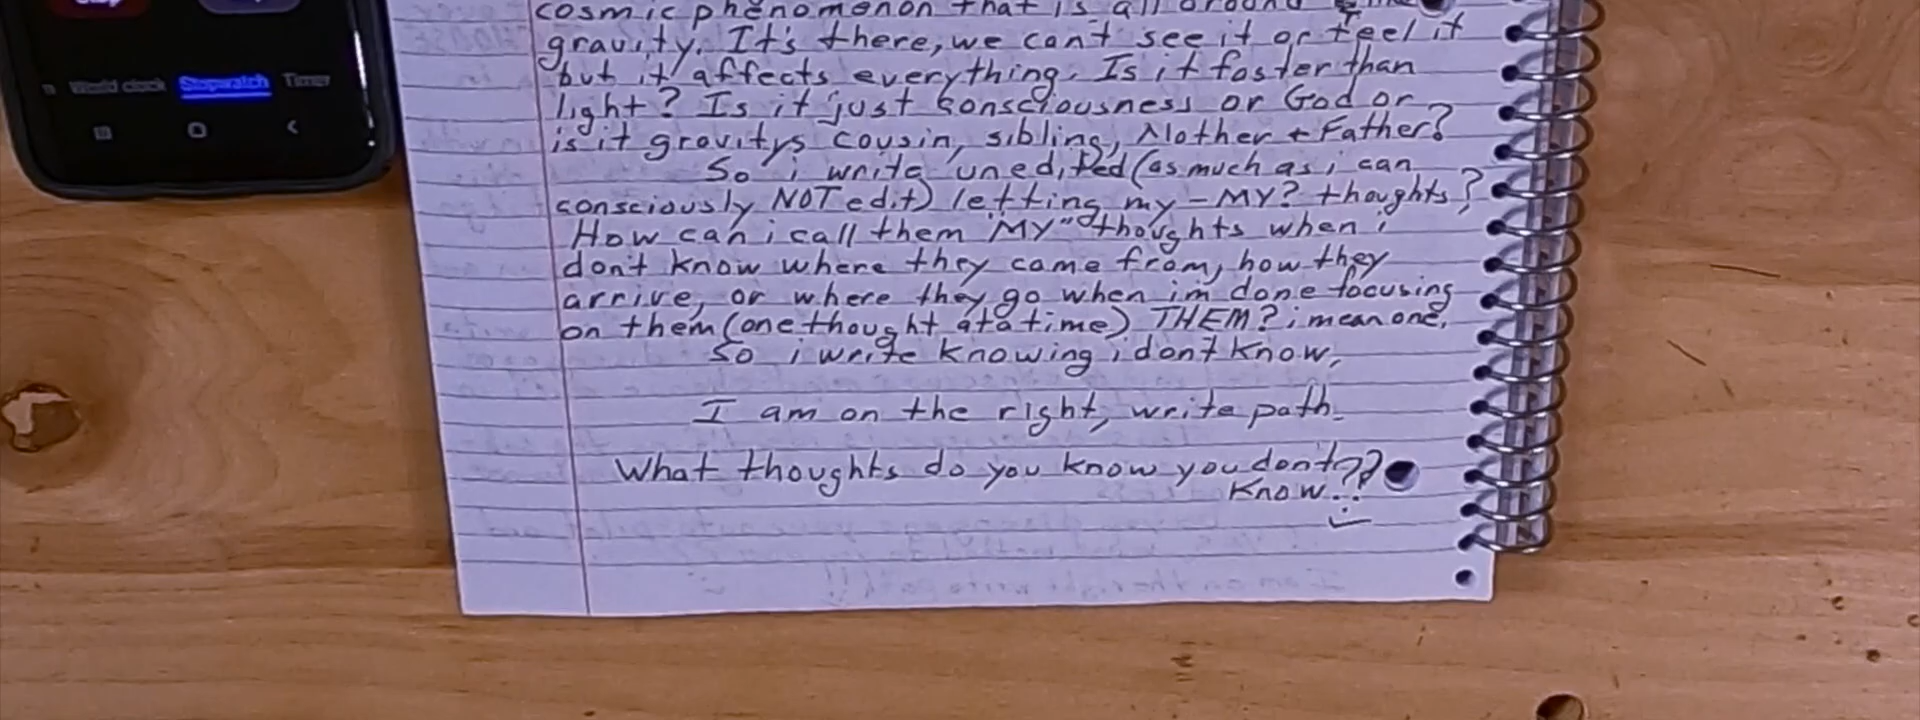 World clock Stopwatch Timer
cosmic phenomenon that is all around
gravity. It's there, we can't see it or feel it
but it affects everything. Is it faster than
light? Is it just consciousness or God or
is it gravitys cousin, sibling, Mother + Father?
So i write unedited (as much as i can
consciously NOT edit) letting my - MY? thoughts?
How can i call them "MY" thoughts when i
don't know where they came from, how they
arrive, or where they go when im done focusing
on them (one thought at a time) THEM? i mean one.
So i write knowing i dont know.
I am on the right, write path.
What thoughts do you know you dont??
Know..